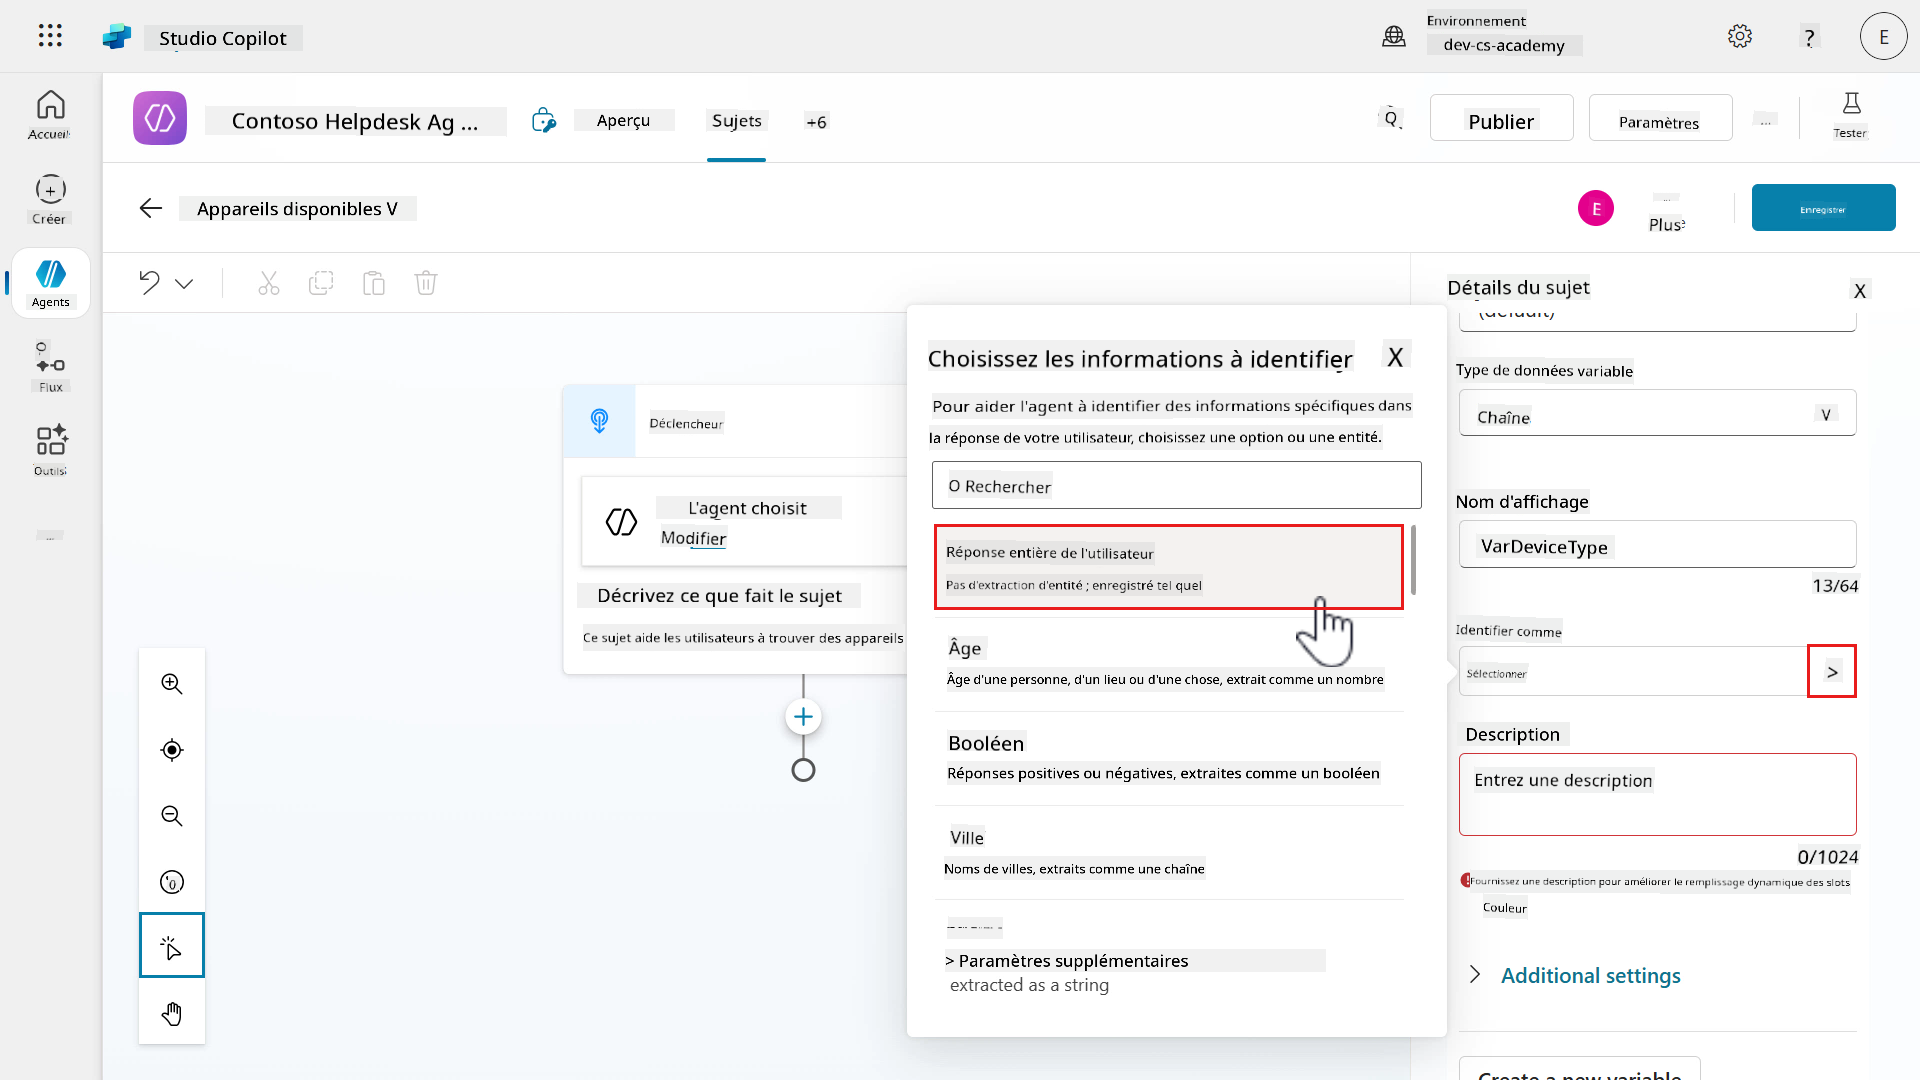 Studio Copilot
Environnement
dev-cs-academy
?
E
Accueil
Créer
Agents
Flux
Outils
...
Contoso Helpdesk Ag ...
Aperçu
Sujets
+6
Publier
Paramètres
...
Tester
Appareils disponibles V
E
Plus
Enregistrer
Déclencheur
L'agent choisit
Modifier
Décrivez ce que fait le sujet
Ce sujet aide les utilisateurs à trouver des appareils
Choisissez les informations à identifier
X
Pour aider l'agent à identifier des informations spécifiques dans
la réponse de votre utilisateur, choisissez une option ou une entité.
O Rechercher
Réponse entière de l'utilisateur
Pas d'extraction d'entité ; enregistré tel quel
Âge
Âge d'une personne, d'un lieu ou d'une chose, extrait comme un nombre
Booléen
Réponses positives ou négatives, extraites comme un booléen
Ville
Noms de villes, extraits comme une chaîne
> Paramètres supplémentaires
extracted as a string
Détails du sujet
X
(default)
Type de données variable
Chaîne
V
Nom d'affichage
VarDeviceType
13/64
Identifier comme
Sélectionner
>
Description
Entrez une description
0/1024
Fournissez une description pour améliorer le remplissage dynamique des slots
Couleur
Additional settings
Create a new variable